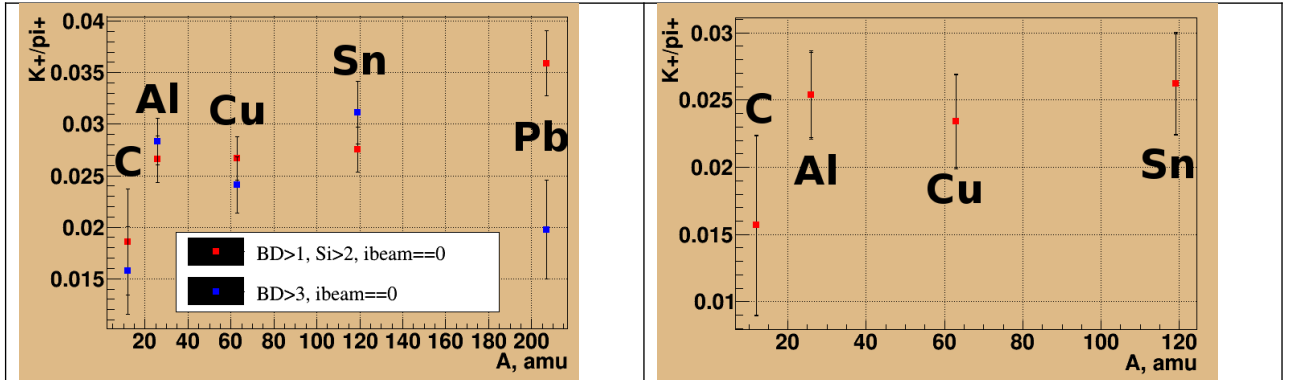 K+/pi+
0.04
0.035
0.03
0.025
0.02
0.015
C
Al
Cu
Sn
Pb
BD>1, Si>2, ibeam==0
BD>3, ibeam==0
20 40 60 80 100 120 140 160 180 200
A, amu
K+/pi+
0.03
0.025
0.02
0.015
0.01
C
Al
Cu
Sn
20 40 60 80 100 120
A, amu